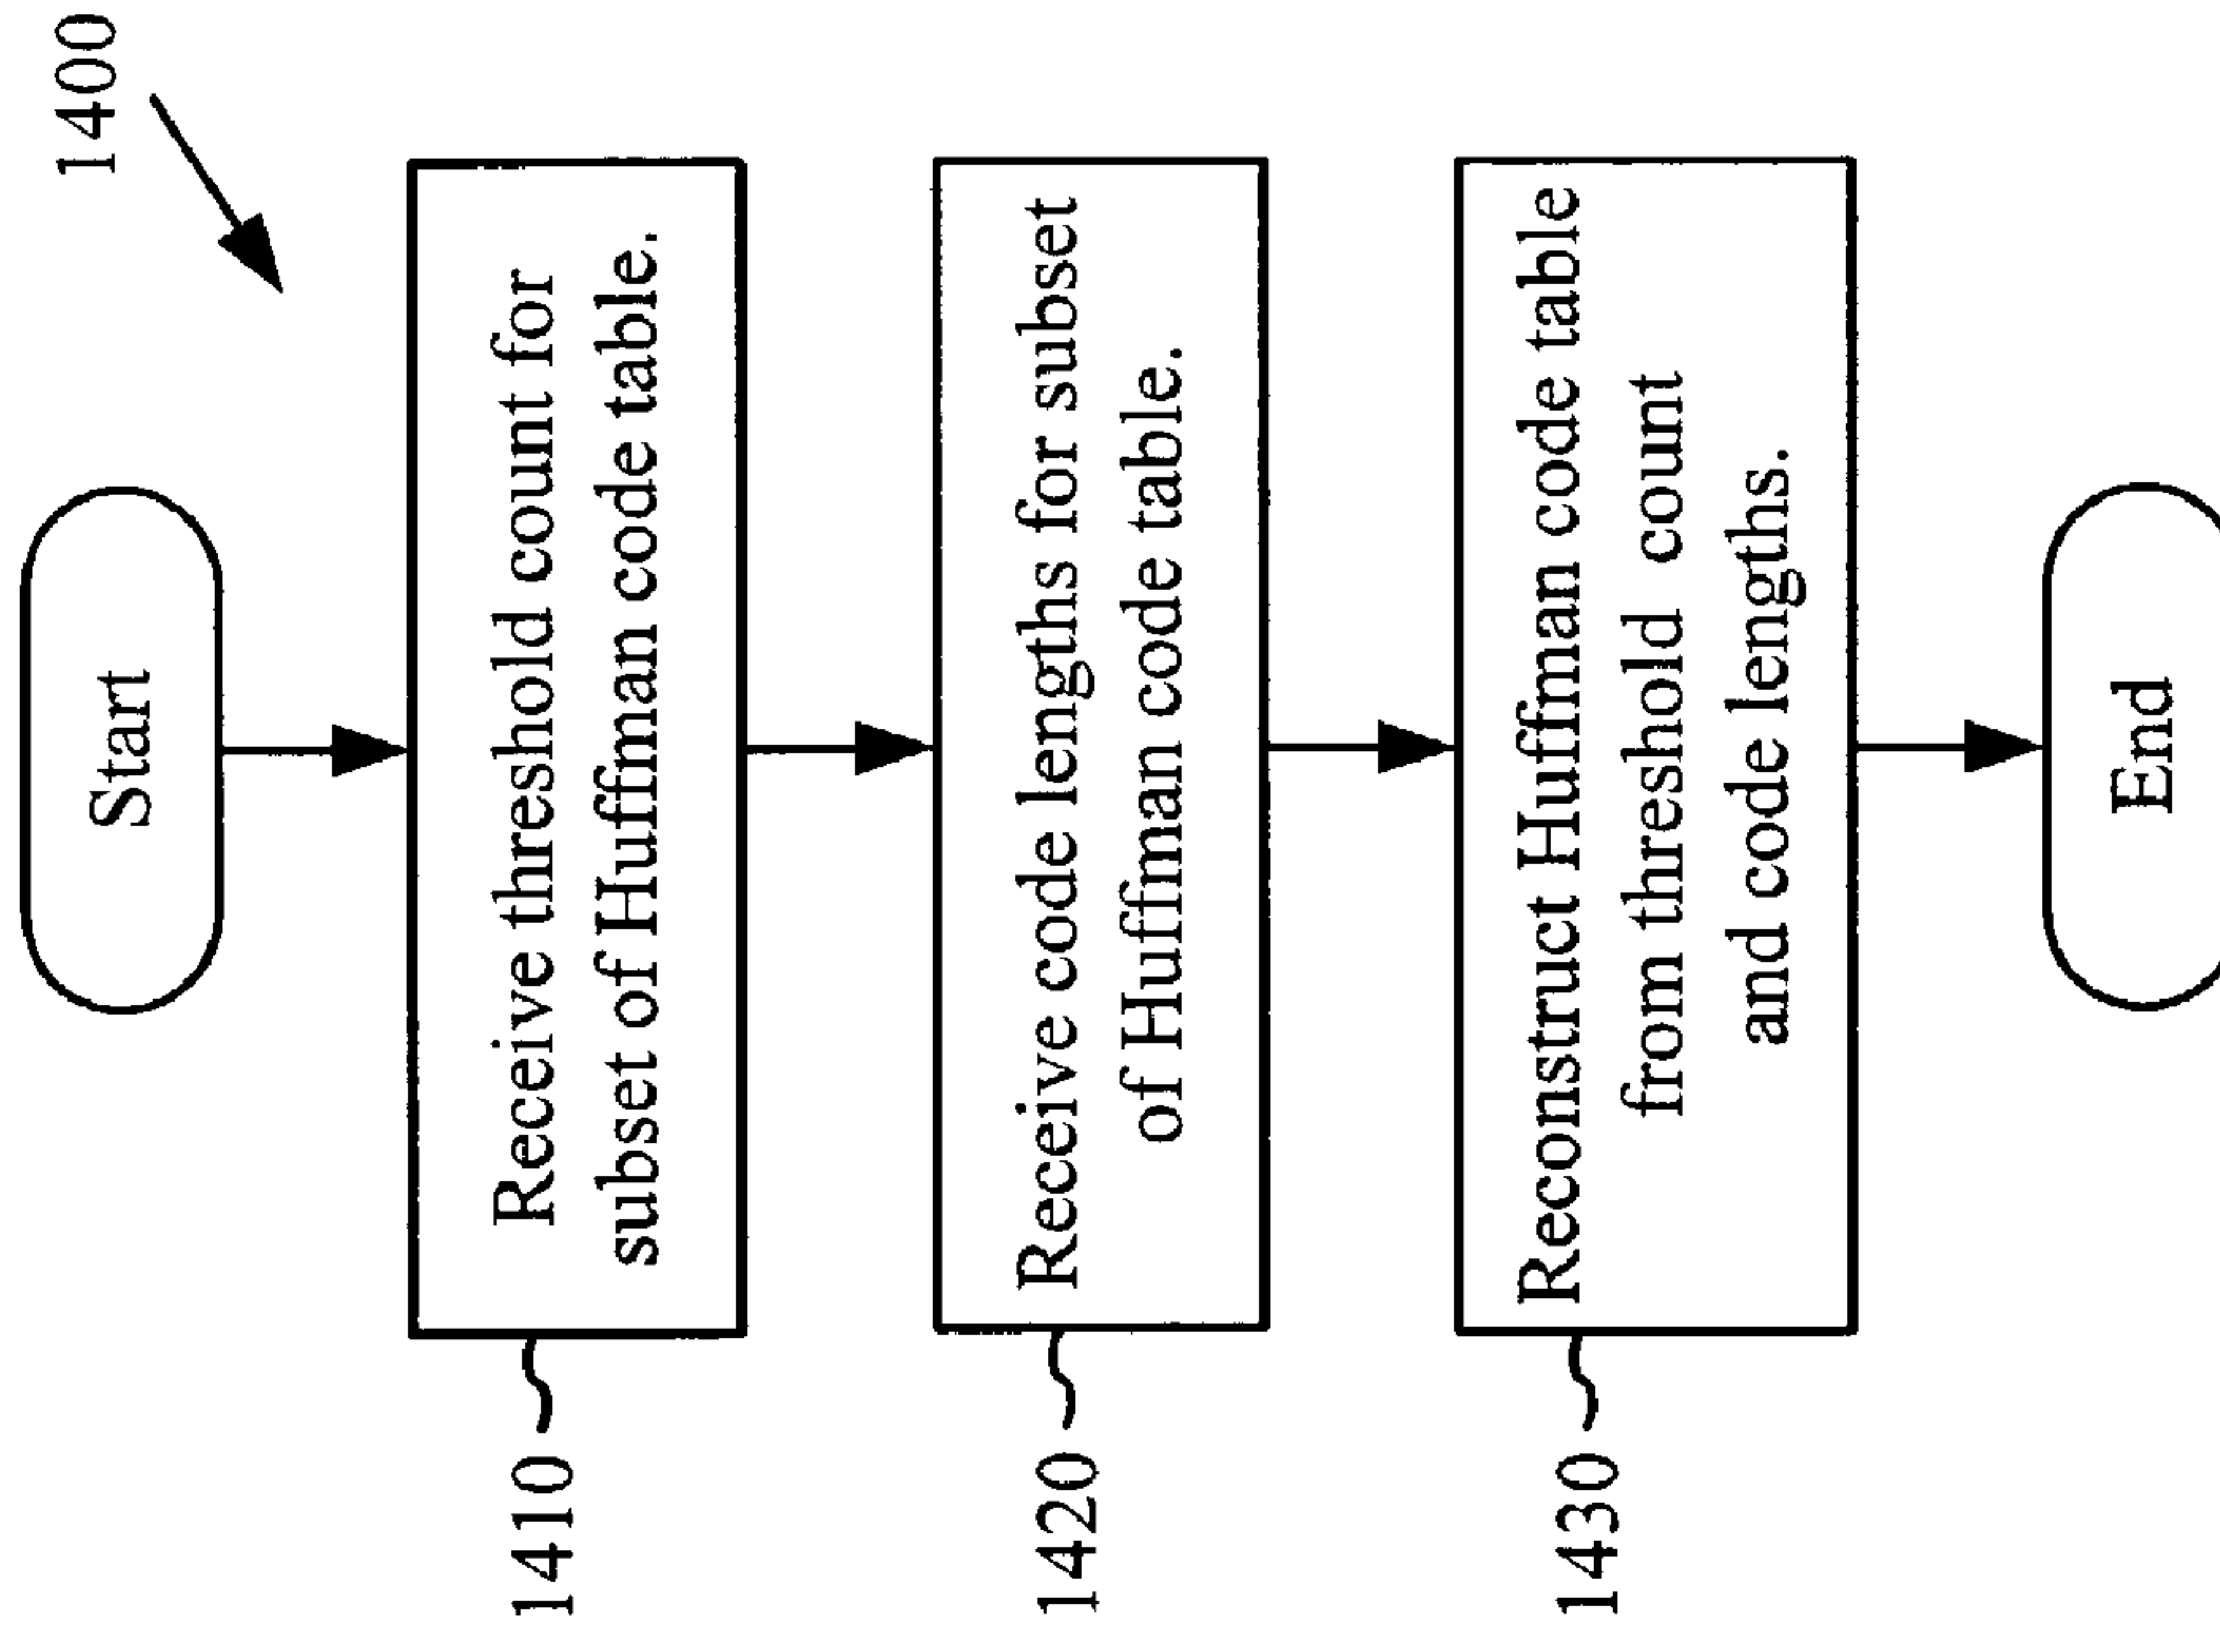 1400
Start
Receive threshold count for
subset of Huffman code table.
1410
Receive code lengths for subset
of Huffman code table.
1420
Reconstruct Huffman code table
from threshold count
and code lengths.
1430
End